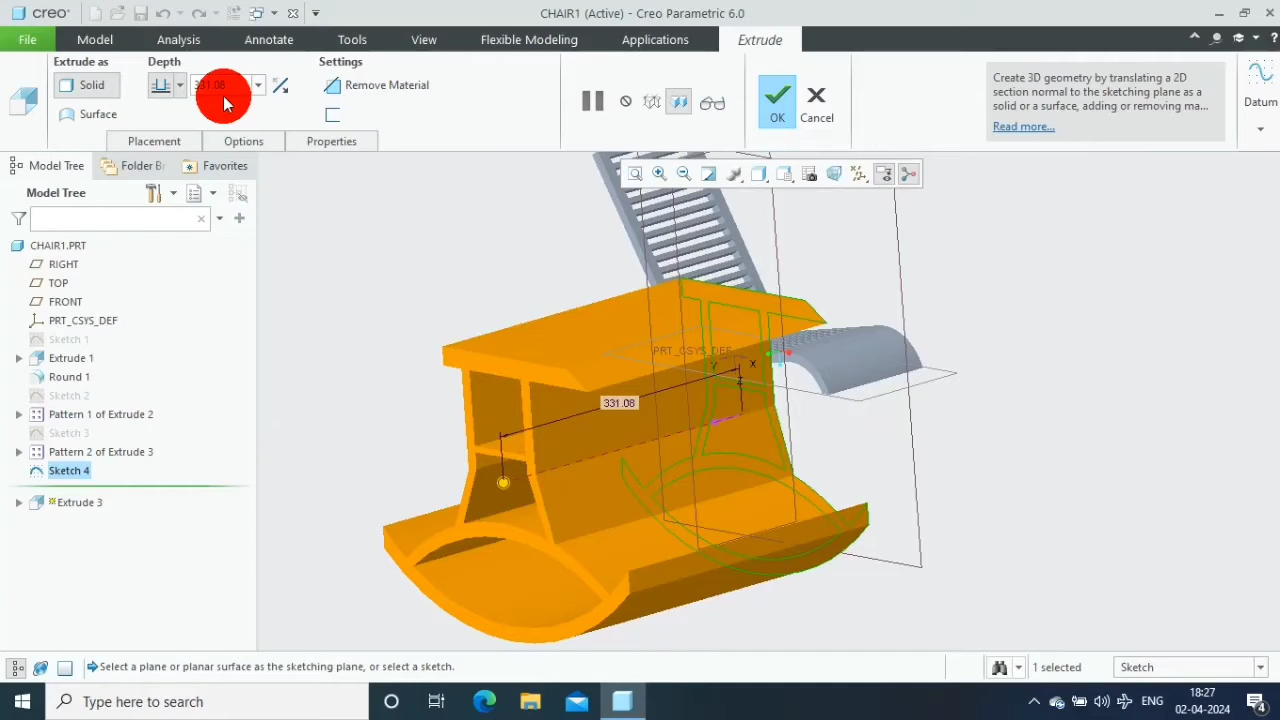 creo
CHAIR1 (Active) - Creo Parametric 6.0
File Model Analysis Annotate Tools View Flexible Modeling Applications Extrude
Extrude as Depth Settings
Solid 331.08 Remove Material
Surface
OK Cancel
Placement Options Properties
Create 3D geometry by translating a 2D
section normal to the sketching plane as a
solid or a surface, adding or removing ma...
Read more...
Datum
Model Tree Folder Br Favorites
Model Tree
CHAIR1.PRT
RIGHT
TOP
FRONT
PRT_CSYS_DEF
Sketch 1
Extrude 1
Round 1
Sketch 2
Pattern 1 of Extrude 2
Sketch 3
Pattern 2 of Extrude 3
Sketch 4
Extrude 3
PRT_CSYS_DEF
Y X
Z
331.08
Select a plane or planar surface as the sketching plane, or select a sketch.
1 selected
Sketch
Type here to search
ENG
18:27
02-04-2024
4